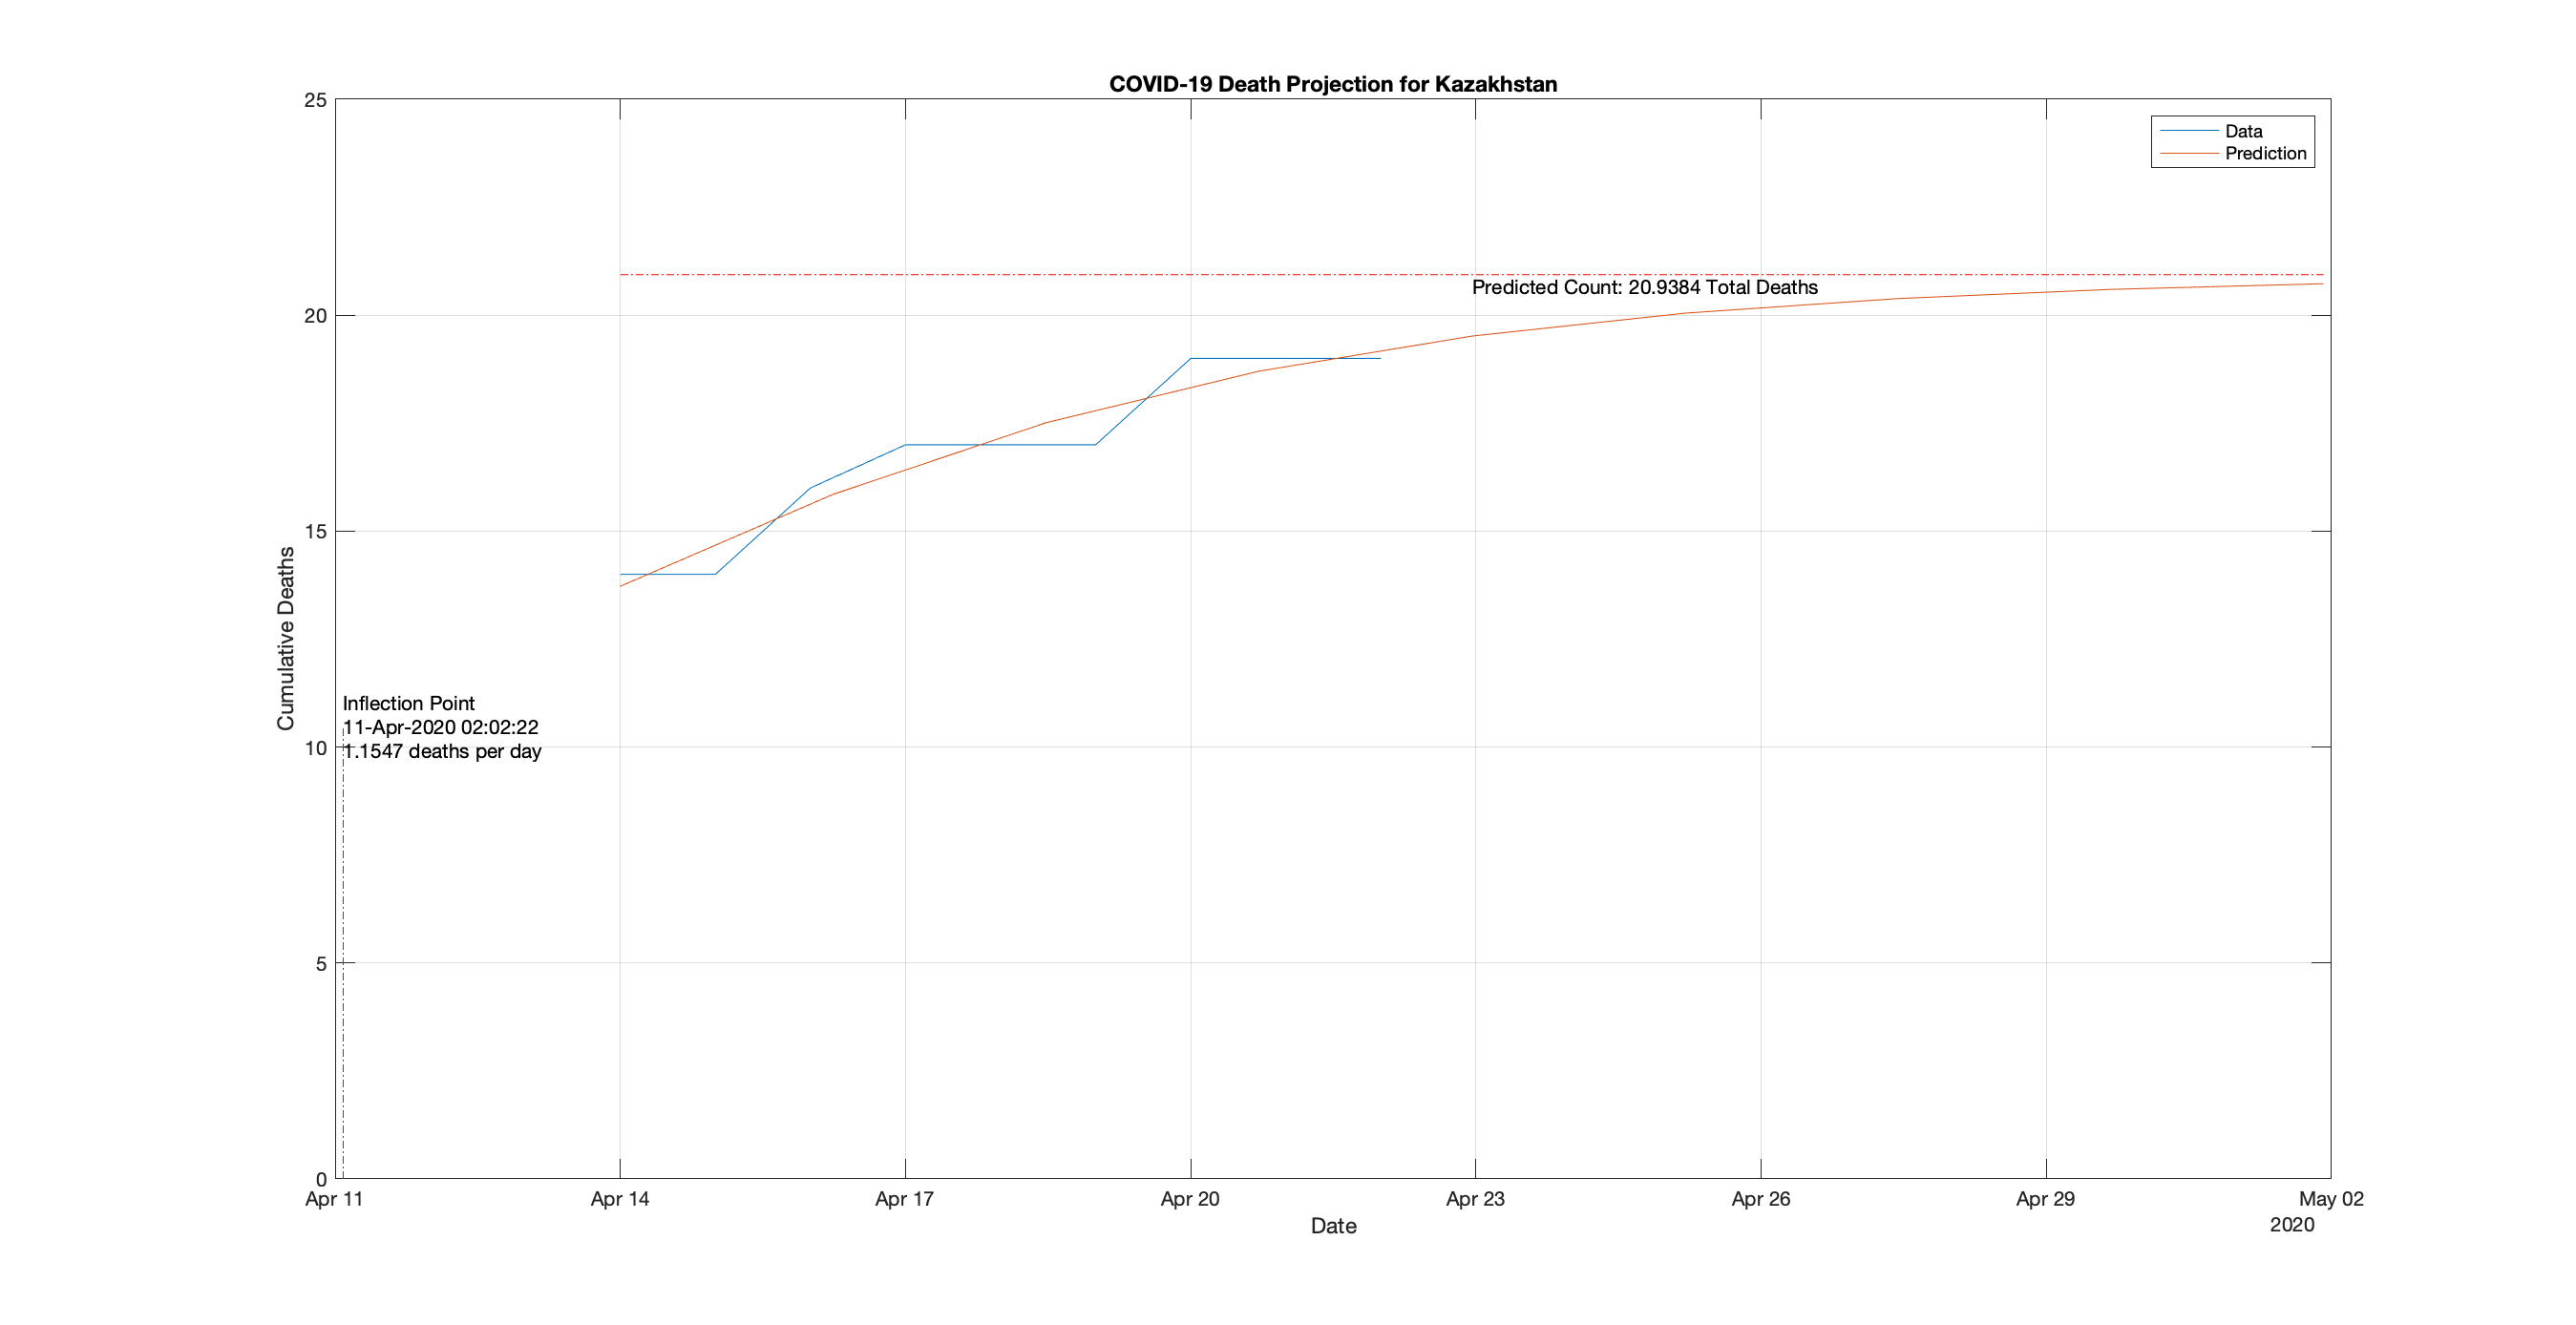 COVID-19 Death Projection for Kazakhstan
25
Data
Prediction
Predicted Count: 20.9384 Total Deaths
20
15
Cumulative Deaths
Inflection Point
11-Apr-2020 02:02:22
10
1.1547 deaths per day
5
0
Apr 11
Apr 14
Apr 17
Apr 20
Apr 23
Apr 26
Apr 29
May 02
Date
2020